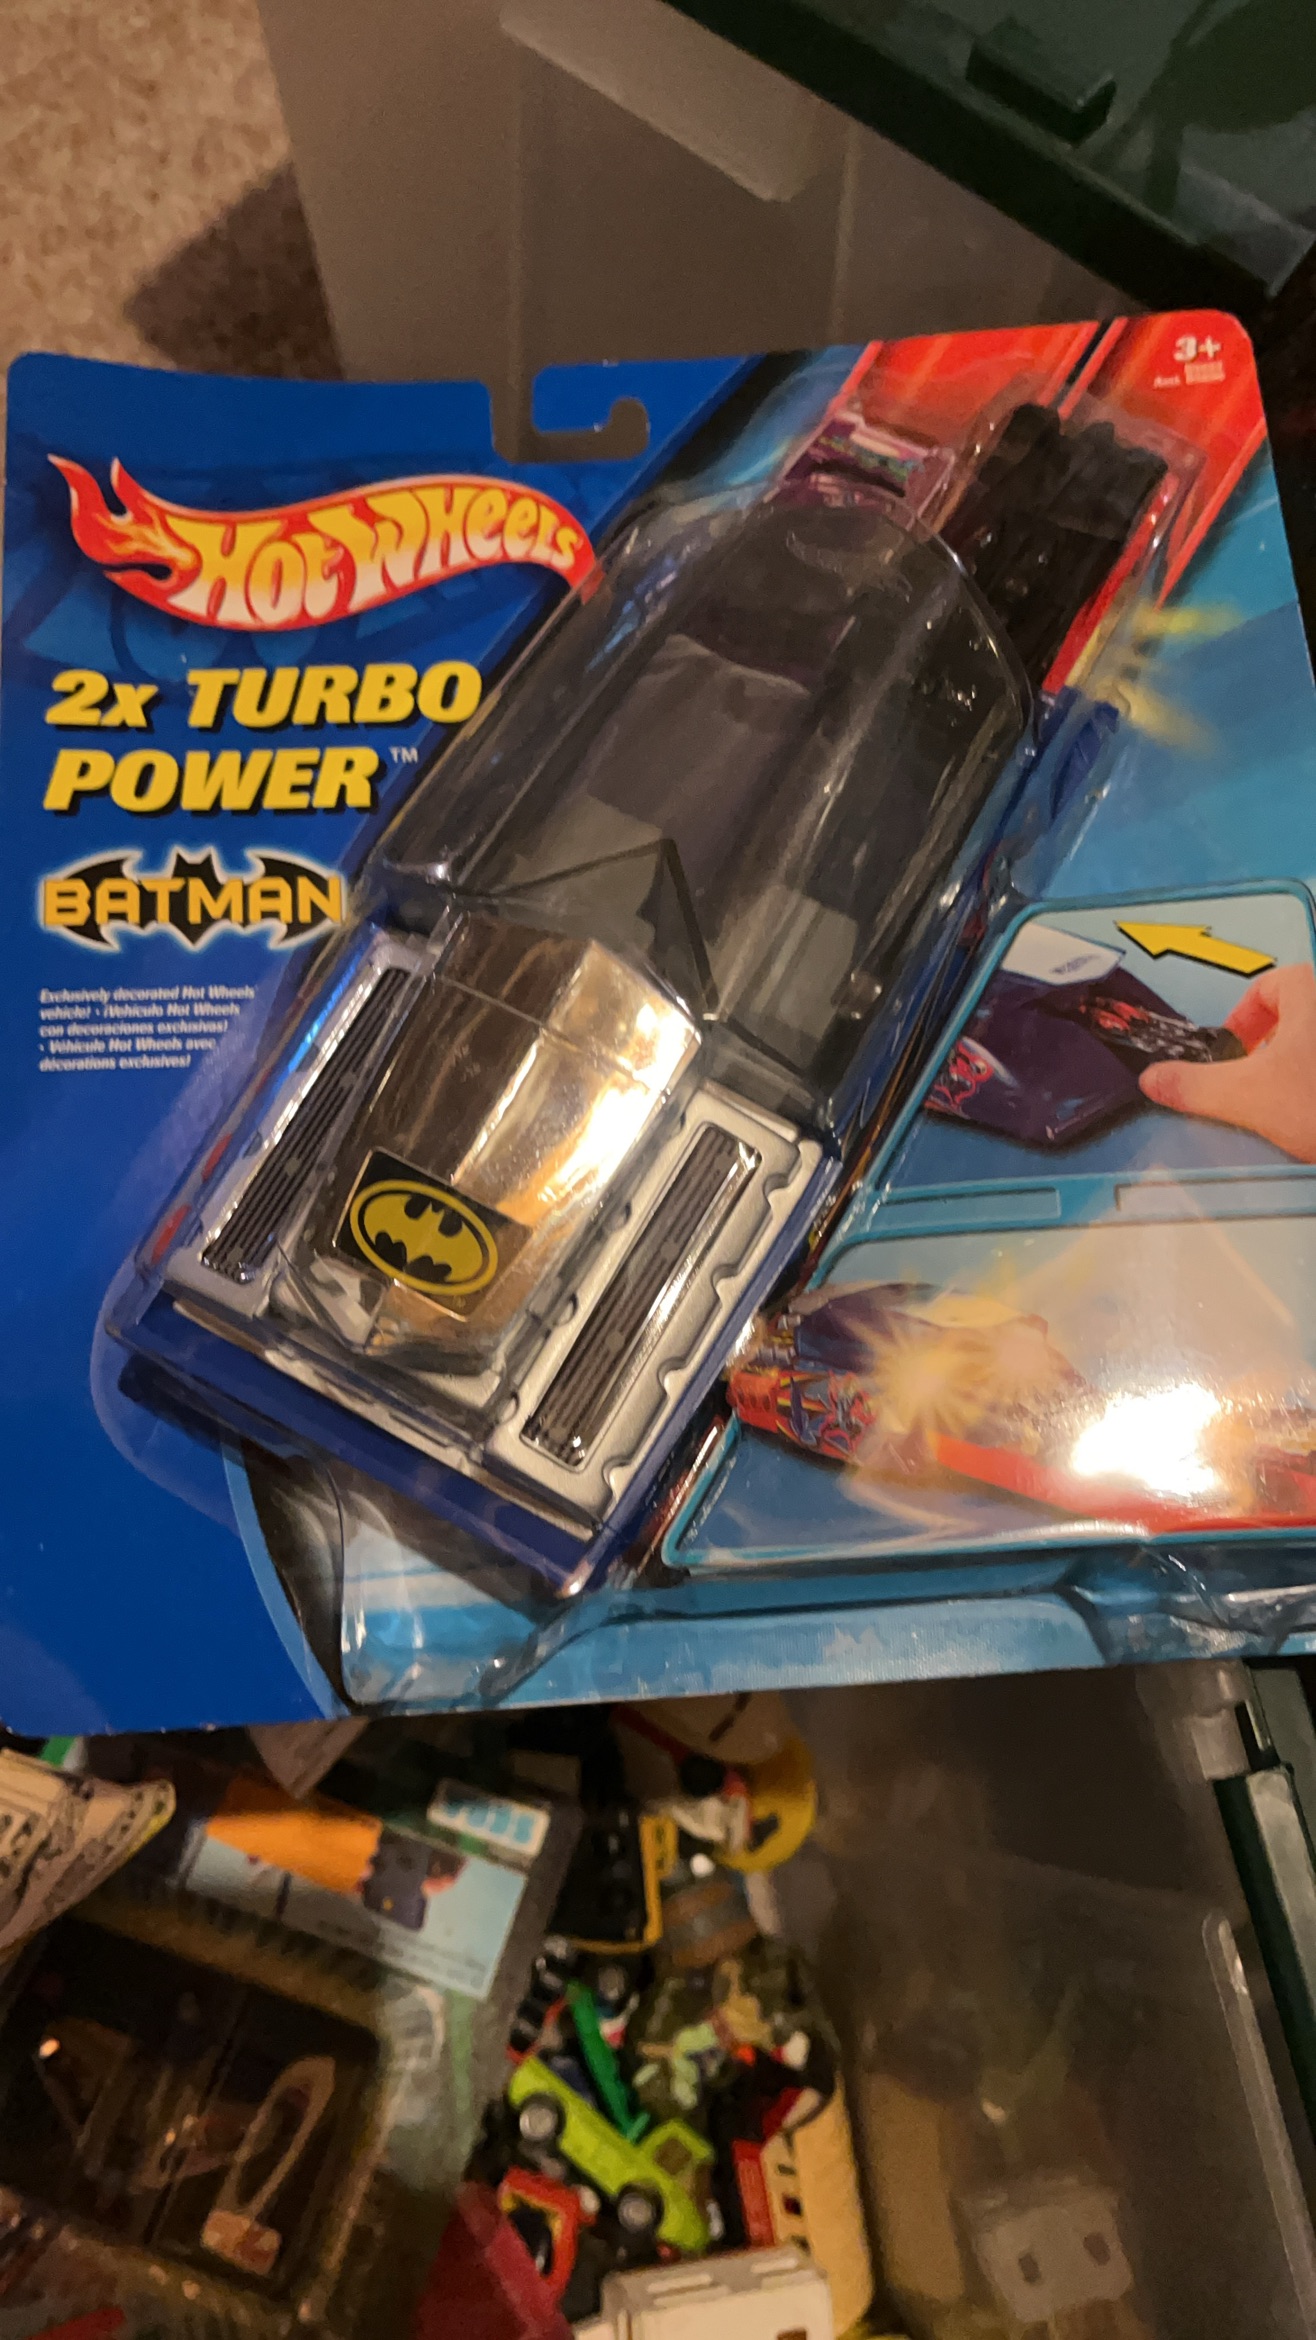 3+
HOT WHEELS
2x TURBO
POWER™
BATMAN
Exclusively decorated Hot Wheels
vehicle! • ¡Vehículo Hot Wheels
con decoraciones exclusivas!
• Véhicule Hot Wheels avec
décorations exclusives!